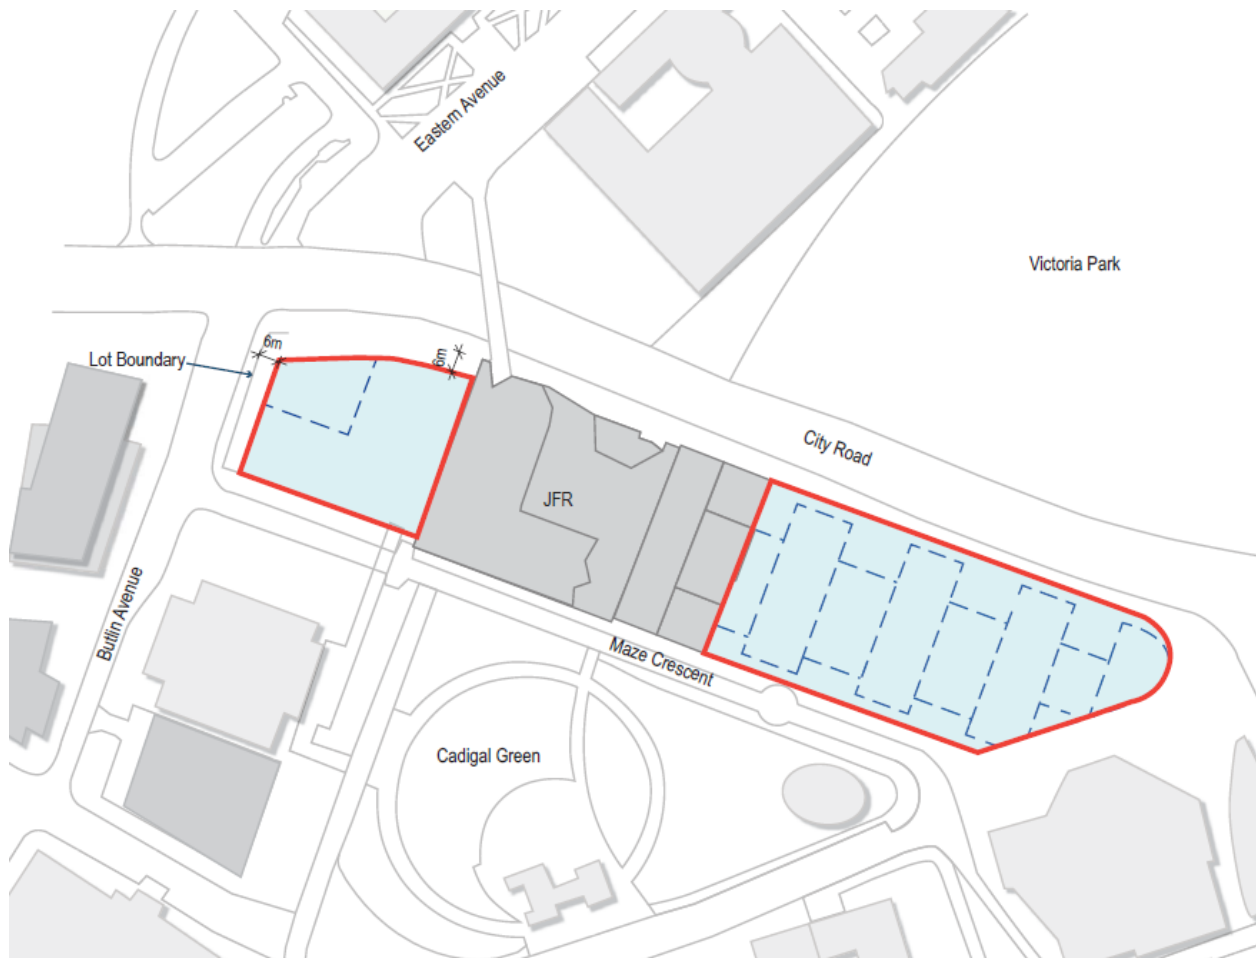 Eastern Avenue
Victoria Park
6m
6m
Lot Boundary
City Road
JFR
Butlin Avenue
Maze Crescent
Cadigal Green